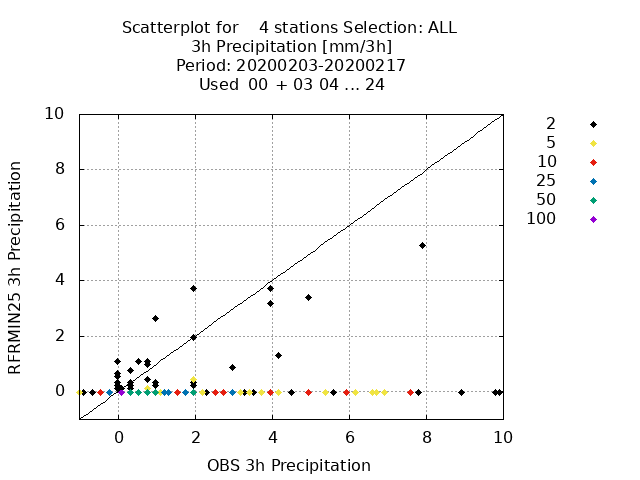 Scatterplot for    4 stations Selection: ALL
3h Precipitation [mm/3h]
Period: 20200203-20200217
Used  00 + 03 04 ... 24
RFRMIN25 3h Precipitation
10
8
6
4
2
0
0 2 4 6 8 10
OBS 3h Precipitation
2
5
10
25
50
100